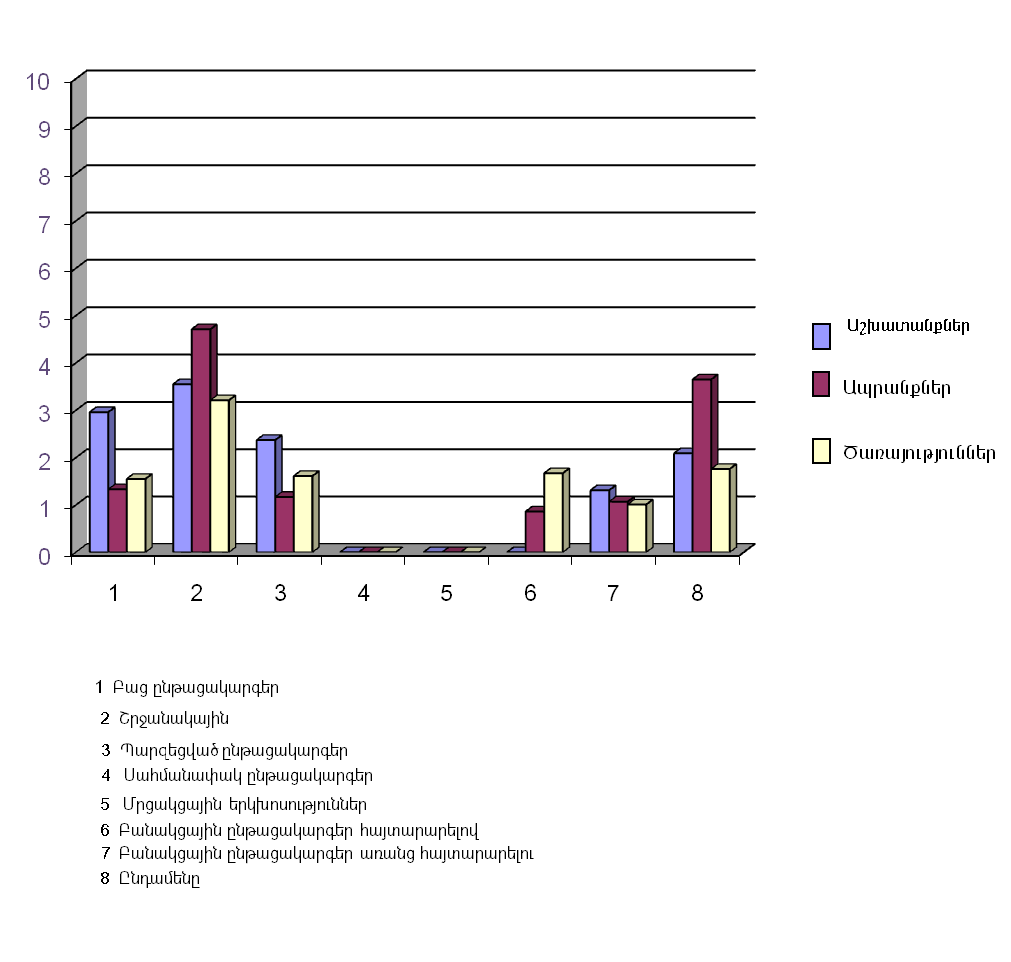 10
9
8
7
6
5
4
3
2
1
0
1 2 3 4 5 6 7 8
Աշխատանքներ
Ապրանքներ
Ծառայություններ
1 Բաց ընթացակարգեր
2 Շրջանակային
3 Պարզեցված ընթացակարգեր
4 Սահմանափակ ընթացակարգեր
5 Մրցակցային երկխոսություններ
6 Բանակցային ընթացակարգեր հայտարարելով
7 Բանակցային ընթացակարգեր առանց հայտարարելու
8 Ընդամենը